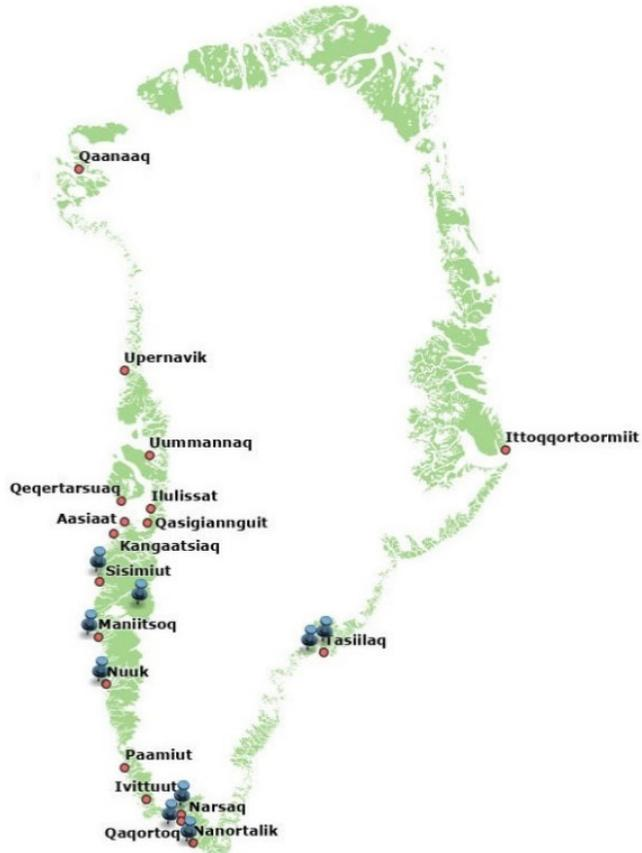 Qaanaaq
Upernavik
Uummannaq
Ittoqqortoormiit
Qeqertarsuaq
Ilulissat
Aasiaat
Qasigiannguit
Kangaatsiaq
Sisimiut
Maniitsoq
Tasiilaq
Nuuk
Paamiut
Ivittuut
Narsaq
Qaqortoq
Nanortalik